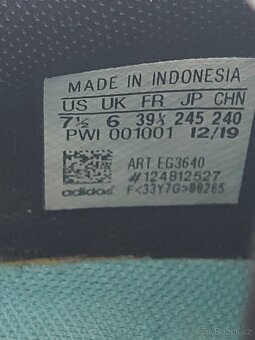 MADE IN INDONESIA
US UK FR JP CHN
7½ 6 39⅓ 245 240
PWI 001001 12/19
ART EG3640
#124812527
adidas F<33Y7G>00265